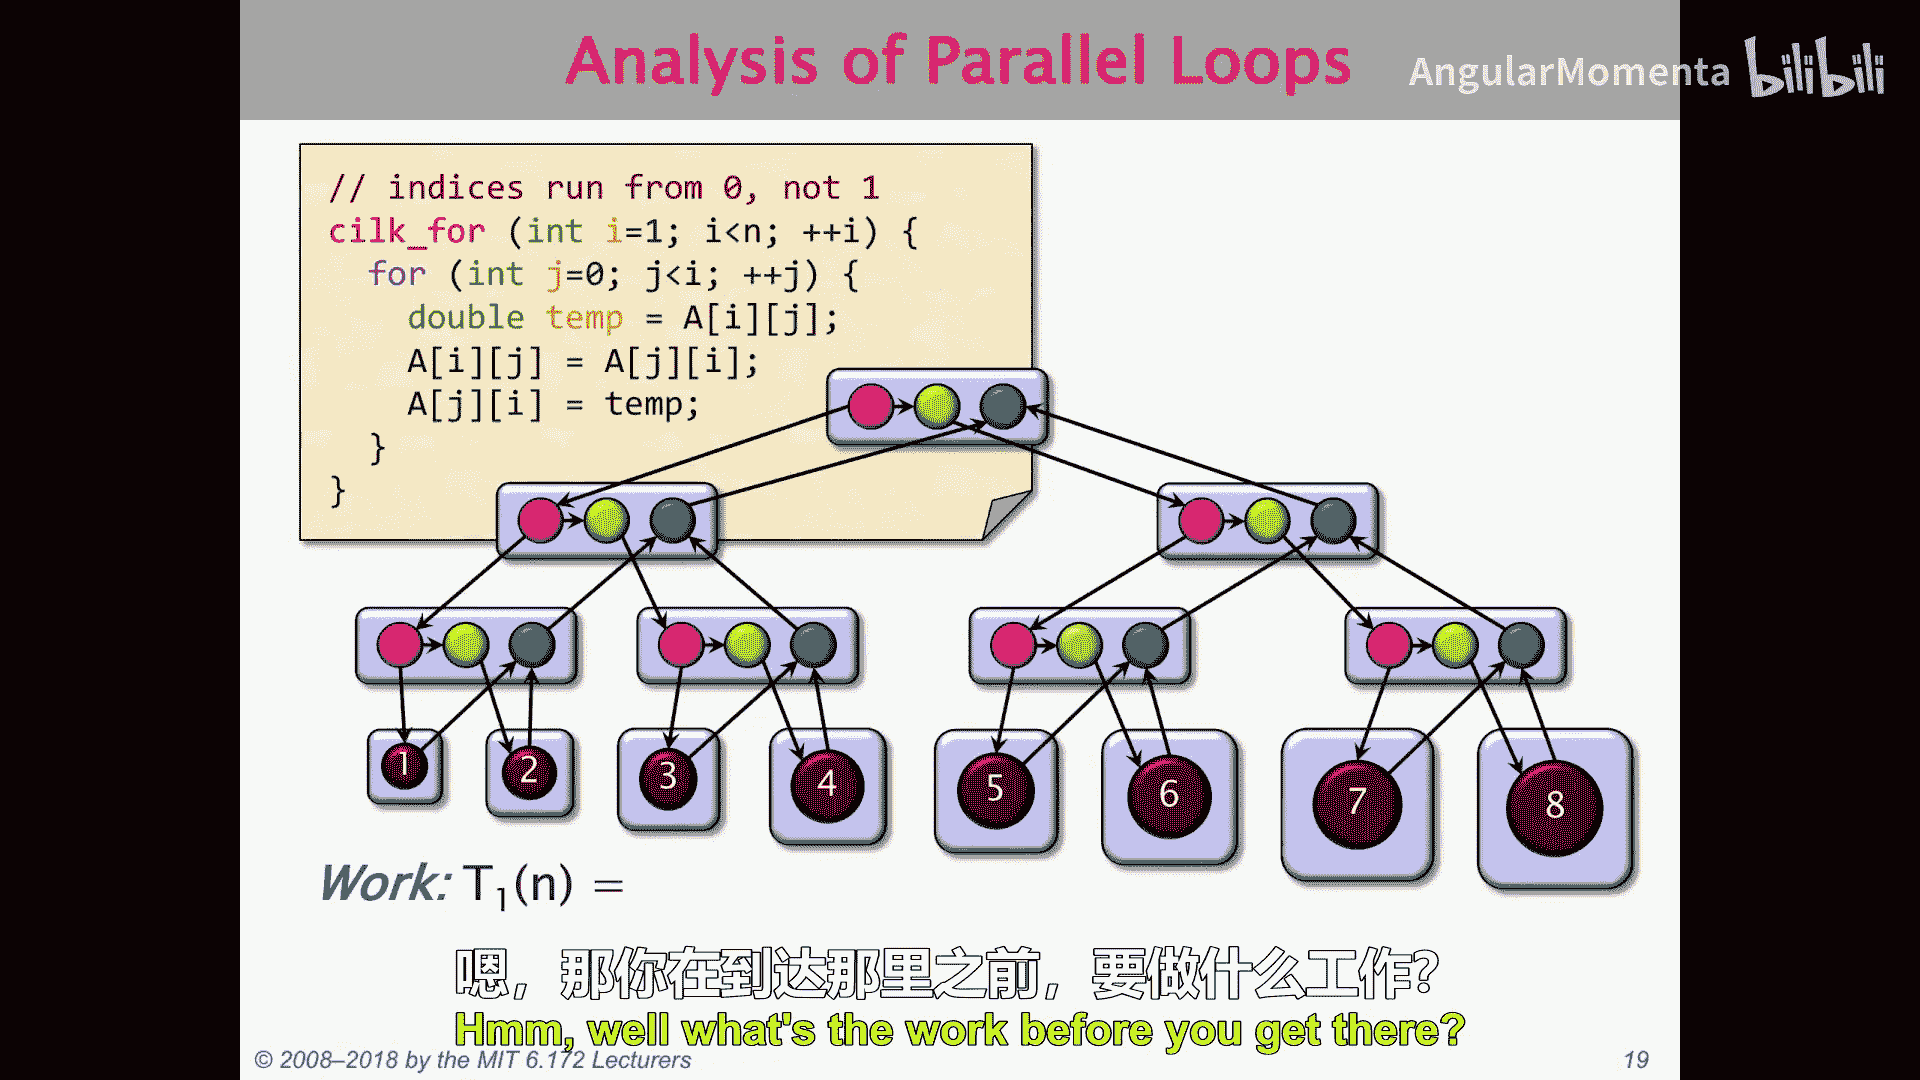 Analysis of Parallel Loops
AngularMomenta bilibili
// indices run from 0, not 1
cilk_for (int i=1; i<n; ++i) {
for (int j=0; j<i; ++j) {
double temp = A[i][j];
A[i][j] = A[j][i];
A[j][i] = temp;
}
}
1 2 3 4 5 6 7 8
Work: T₁(n) =
嗯，那你在到达那里之前，要做什么工作？
Hmm, well what's the work before you get there?
© 2008–2018 by the MIT 6.172 Lecturers
19